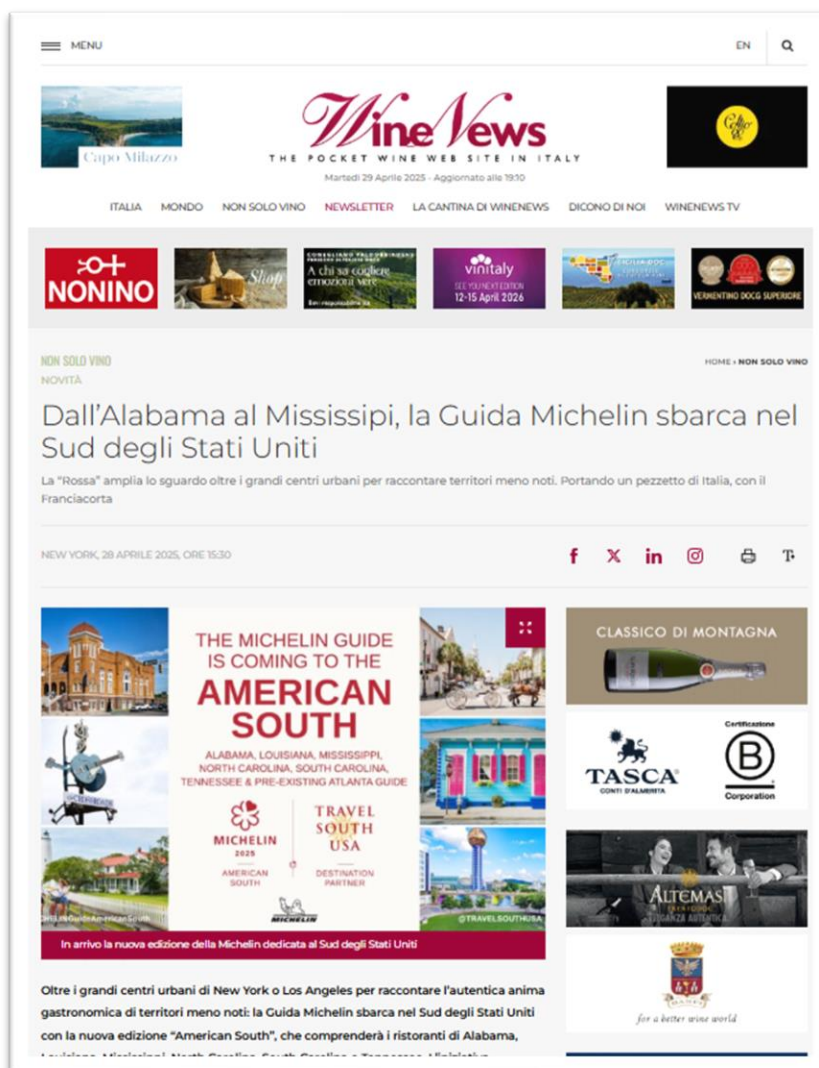 MENU
EN
Capo Milazzo
WineNews
THE POCKET WINE WEB SITE IN ITALY
Martedì 29 Aprile 2025 - Aggiornato alle 19:10
ITALIA MONDO NON SOLO VINO NEWSLETTER LA CANTINA DI WINENEWS DICONO DI NOI WINENEWS TV
NONINO
Shop
A chi sa cogliere
emozioni vere
vinitaly
SEE YOU NEXT EDITION
12-15 April 2026
SICILIA DOC
VERMENTINO DOCG SUPERIORE
NON SOLO VINO
HOME › NON SOLO VINO
NOVITÀ
Dall'Alabama al Mississipi, la Guida Michelin sbarca nel
Sud degli Stati Uniti
La “Rossa” amplia lo sguardo oltre i grandi centri urbani per raccontare territori meno noti. Portando un pezzetto di Italia, con il
Franciacorta
NEW YORK, 28 APRILE 2025, ORE 15:30
THE MICHELIN GUIDE
IS COMING TO THE
AMERICAN
SOUTH
ALABAMA, LOUISIANA, MISSISSIPPI,
NORTH CAROLINA, SOUTH CAROLINA,
TENNESSEE & PRE-EXISTING ATLANTA GUIDE
MICHELIN
2025
AMERICAN
SOUTH
TRAVEL
SOUTH
USA
DESTINATION
PARTNER
MICHELIN
@TRAVELSOUTHUSA
In arrivo la nuova edizione della Michelin dedicata al Sud degli Stati Uniti
CLASSICO DI MONTAGNA
TASCA
CONTI D'ALMERITA
Certificazione
B
Corporation
ALTEMASI
TRENTODOC
ELEGANZA AUTENTICA
BANFI
for a better wine world
Oltre i grandi centri urbani di New York o Los Angeles per raccontare l'autentica anima
gastronomica di territori meno noti: la Guida Michelin sbarca nel Sud degli Stati Uniti
con la nuova edizione “American South”, che comprenderà i ristoranti di Alabama,